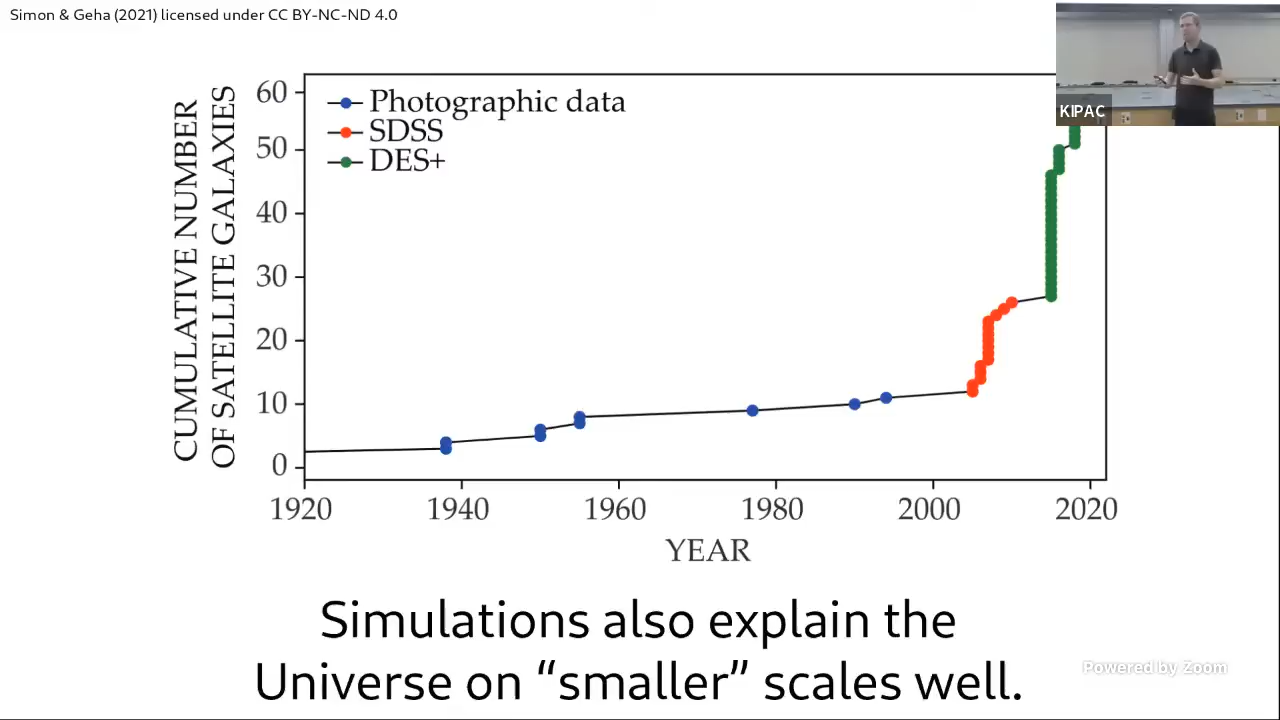 Simon & Geha (2021) licensed under CC BY-NC-ND 4.0
KIPAC
CUMULATIVE NUMBER
OF SATELLITE GALAXIES
60
50
40
30
20
10
0
Photographic data
SDSS
DES+
1920 1940 1960 1980 2000 2020
YEAR
Simulations also explain the
Universe on “smaller” scales well.
Powered by Zoom